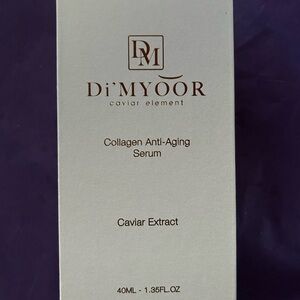 DM
Di'MYOOR
caviar element
Collagen Anti-Aging
Serum
Caviar Extract
40ML - 1.35FL.OZ